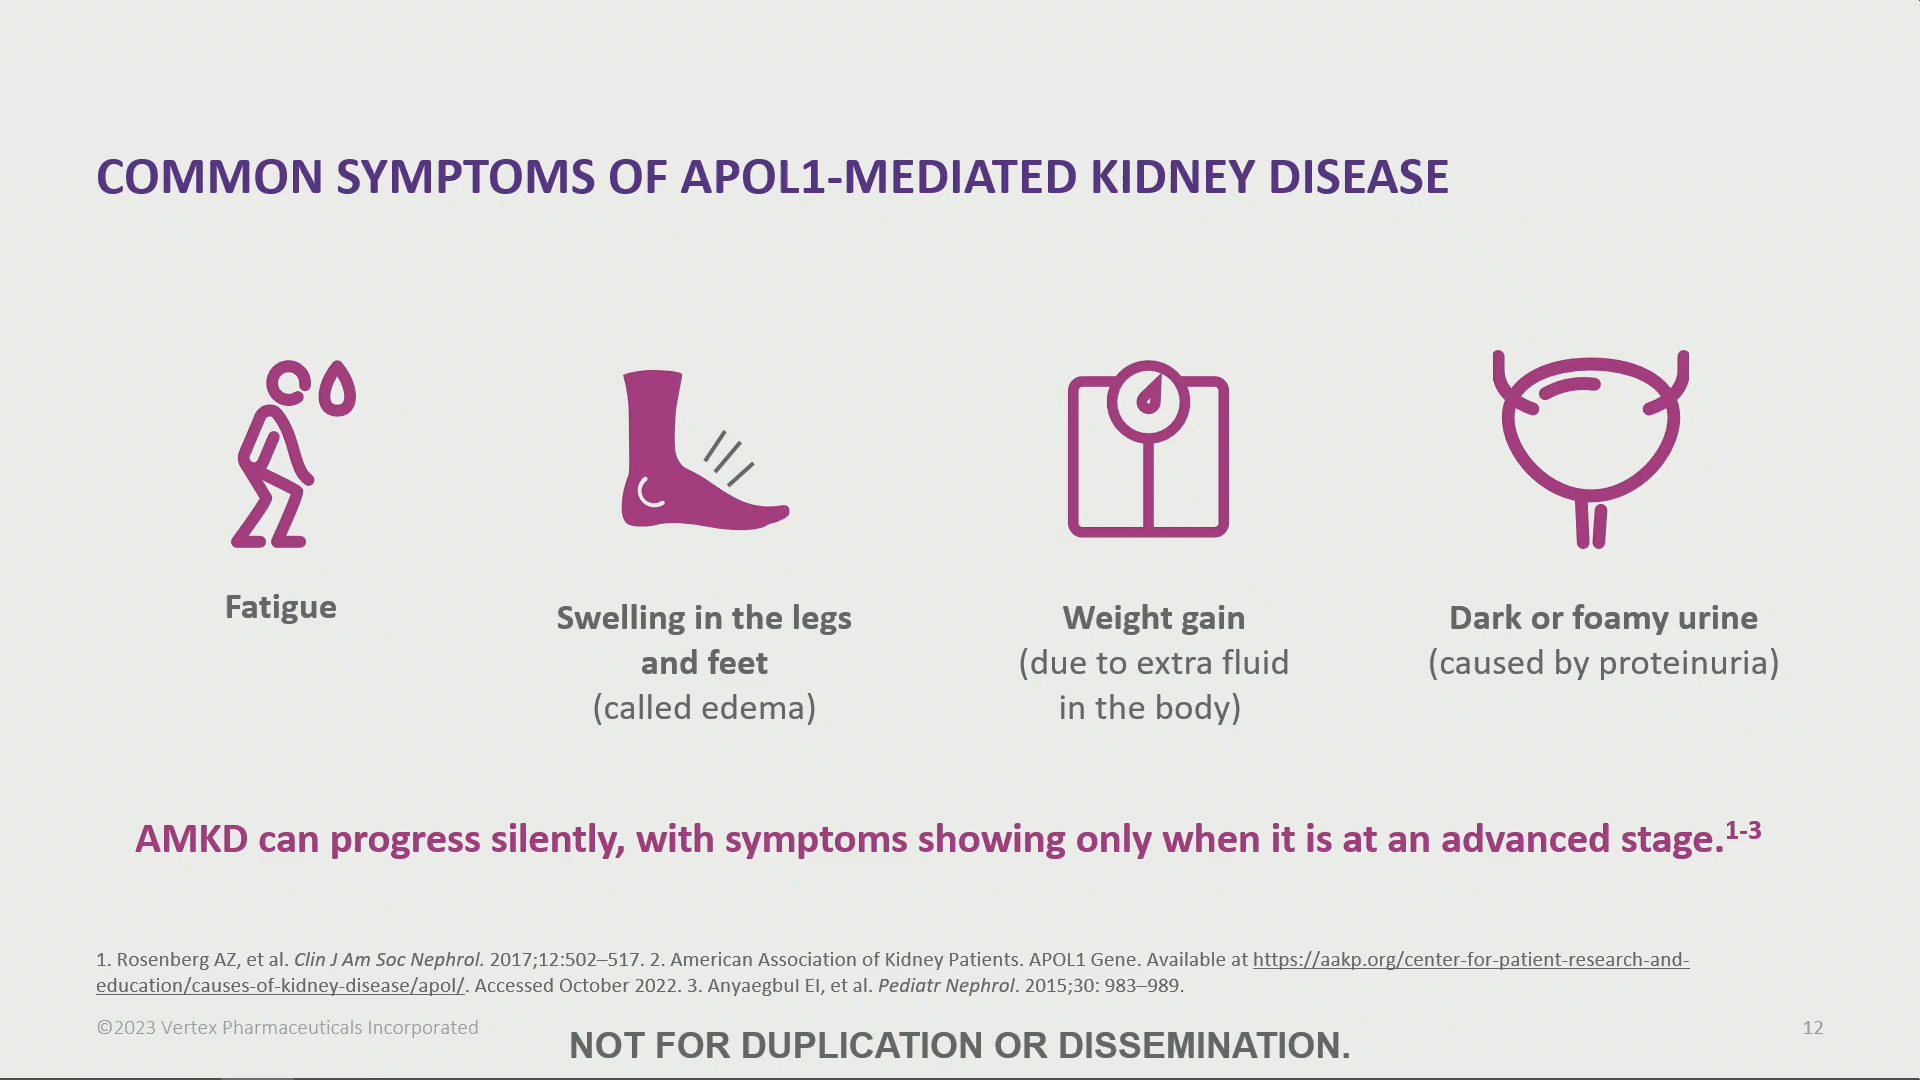 COMMON SYMPTOMS OF APOL1-MEDIATED KIDNEY DISEASE
Fatigue
Swelling in the legs
and feet
(called edema)
Weight gain
(due to extra fluid
in the body)
Dark or foamy urine
(caused by proteinuria)
AMKD can progress silently, with symptoms showing only when it is at an advanced stage.1-3
1. Rosenberg AZ, et al. Clin J Am Soc Nephrol. 2017;12:502–517. 2. American Association of Kidney Patients. APOL1 Gene. Available at https://aakp.org/center-for-patient-research-and-
education/causes-of-kidney-disease/apol/. Accessed October 2022. 3. Anyaegbul EI, et al. Pediatr Nephrol. 2015;30: 983–989.
©2023 Vertex Pharmaceuticals Incorporated
12
NOT FOR DUPLICATION OR DISSEMINATION.